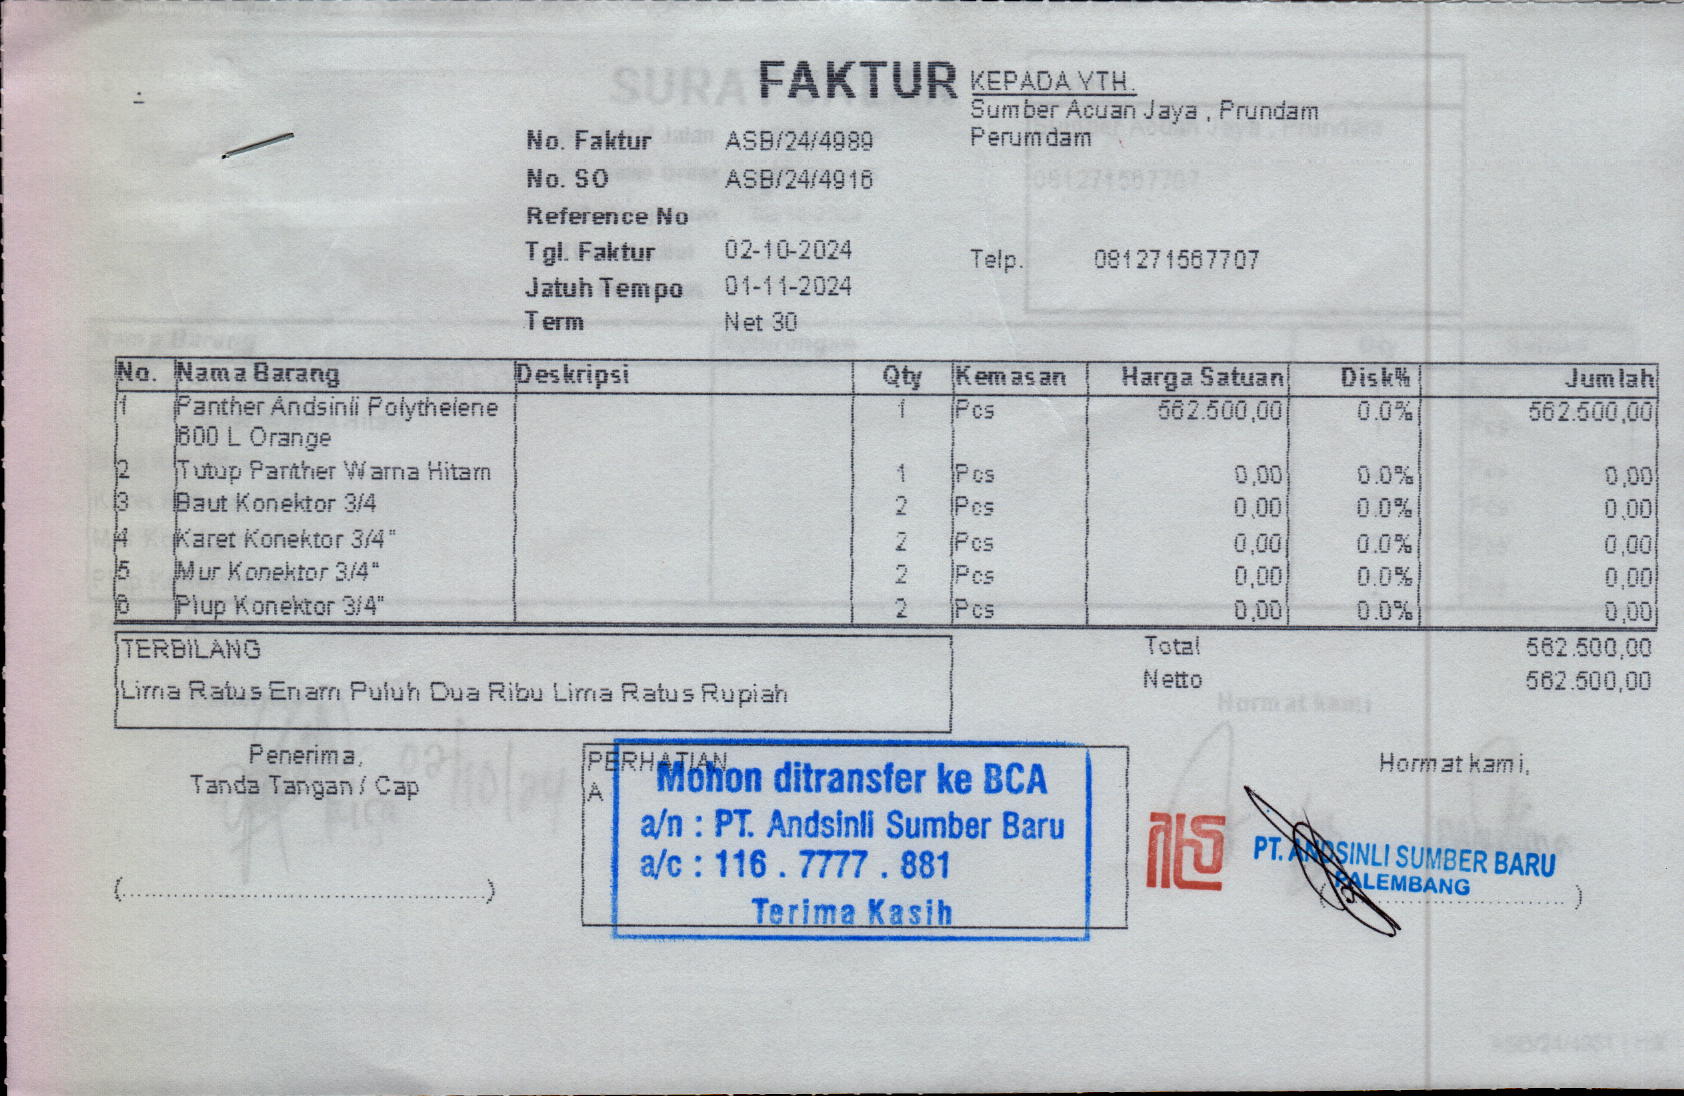 FAKTUR
KEPADA YTH.
Sumber Acuan Jaya , Prundam
Perumdam
No. Faktur ASB/24/4989
No. SO ASB/24/4916
Reference No
Tgl. Faktur 02-10-2024
Telp. 081271567707
Jatuh Tempo 01-11-2024
Term Net 30
No. Nama Barang Deskripsi Qty Kemasan Harga Satuan Disk% Jumlah
1 Panther Andsinli Polythelene 1 Pcs 562.500,00 0.0% 562.500,00
600 L Orange
2 Tutup Panther Warna Hitam 1 Pcs 0,00 0.0% 0,00
3 Baut Konektor 3/4 2 Pcs 0,00 0.0% 0,00
4 Karet Konektor 3/4" 2 Pcs 0,00 0.0% 0,00
5 Mur Konektor 3/4" 2 Pcs 0,00 0.0% 0,00
6 Plup Konektor 3/4" 2 Pcs 0,00 0.0% 0,00
TERBILANG
Lima Ratus Enam Puluh Dua Ribu Lima Ratus Rupiah
Total 562.500,00
Netto 562.500,00
Penerima,
Tanda Tangan / Cap
(....................)
PERHATIAN
A
Mohon ditransfer ke BCA
a/n : PT. Andsinli Sumber Baru
a/c : 116 . 7777 . 881
Terima Kasih
Hormat kami,
PT. ANDSINLI SUMBER BARU
PALEMBANG
(....................)